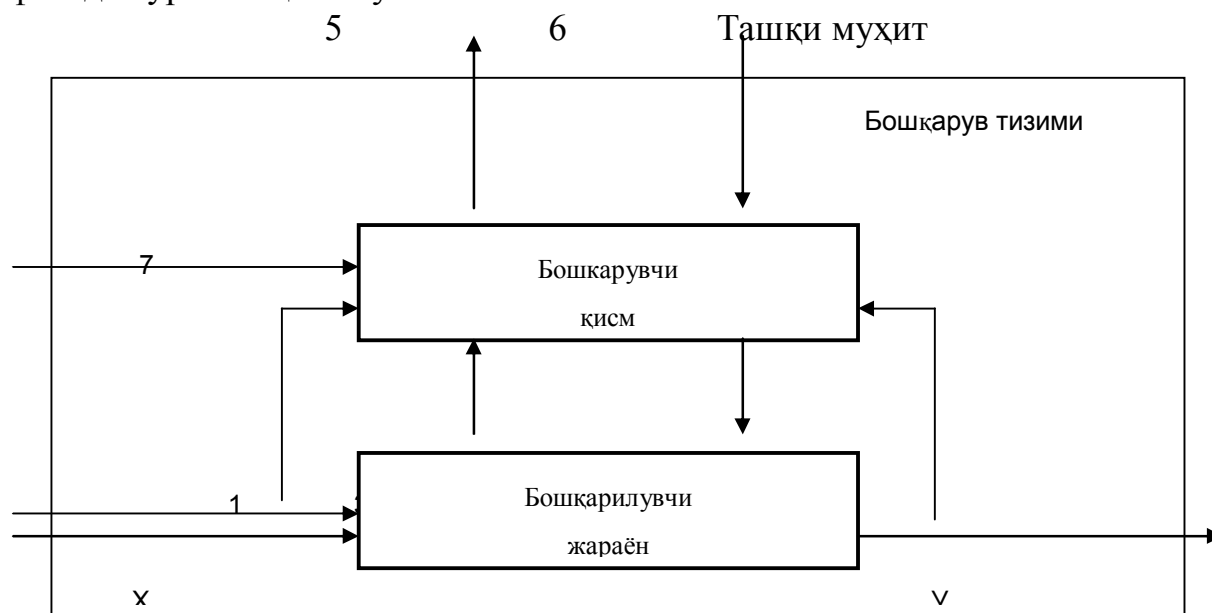 5 6 Ташқи муҳит
Бошқарув тизими
7
Бошкарувчи
қисм
1
Бошқарилувчи
жараён
X Y